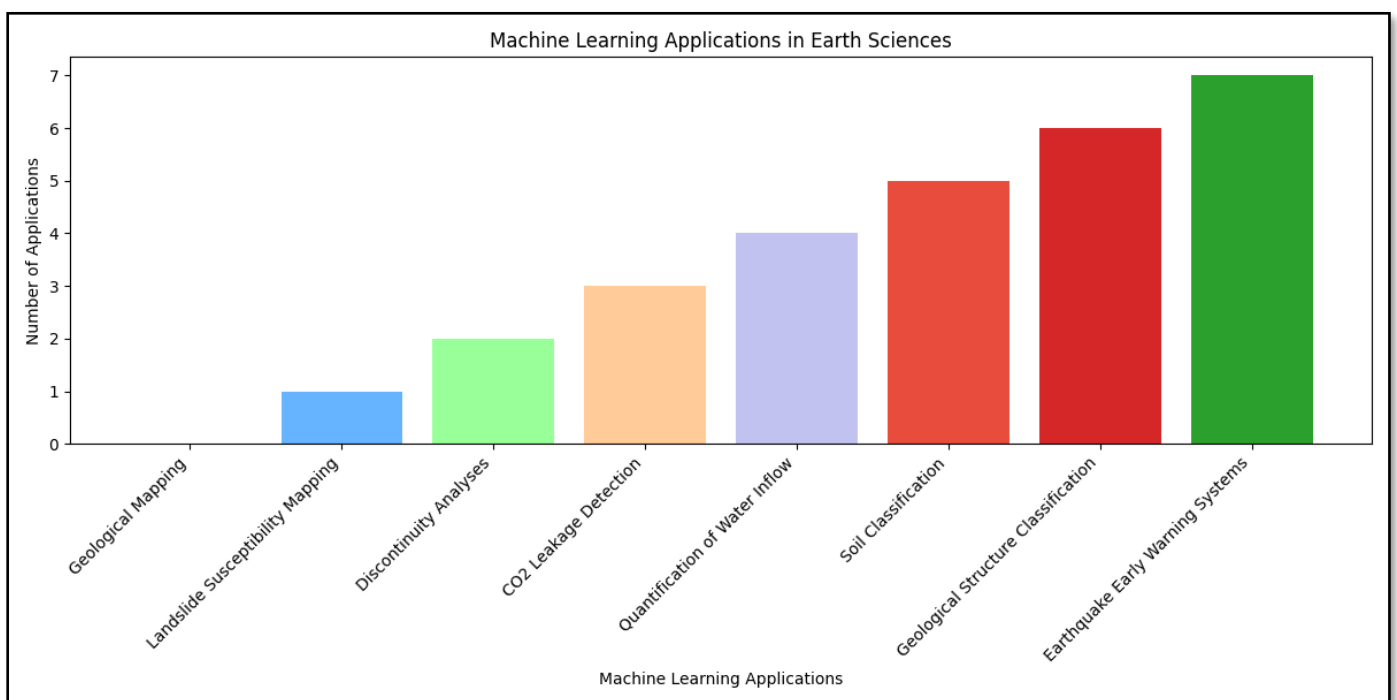 Machine Learning Applications in Earth Sciences
Number of Applications
7
6
5
4
3
2
1
0
Geological Mapping
Landslide Susceptibility Mapping
Discontinuity Analyses
CO2 Leakage Detection
Quantification of Water Inflow
Soil Classification
Geological Structure Classification
Earthquake Early Warning Systems
Machine Learning Applications